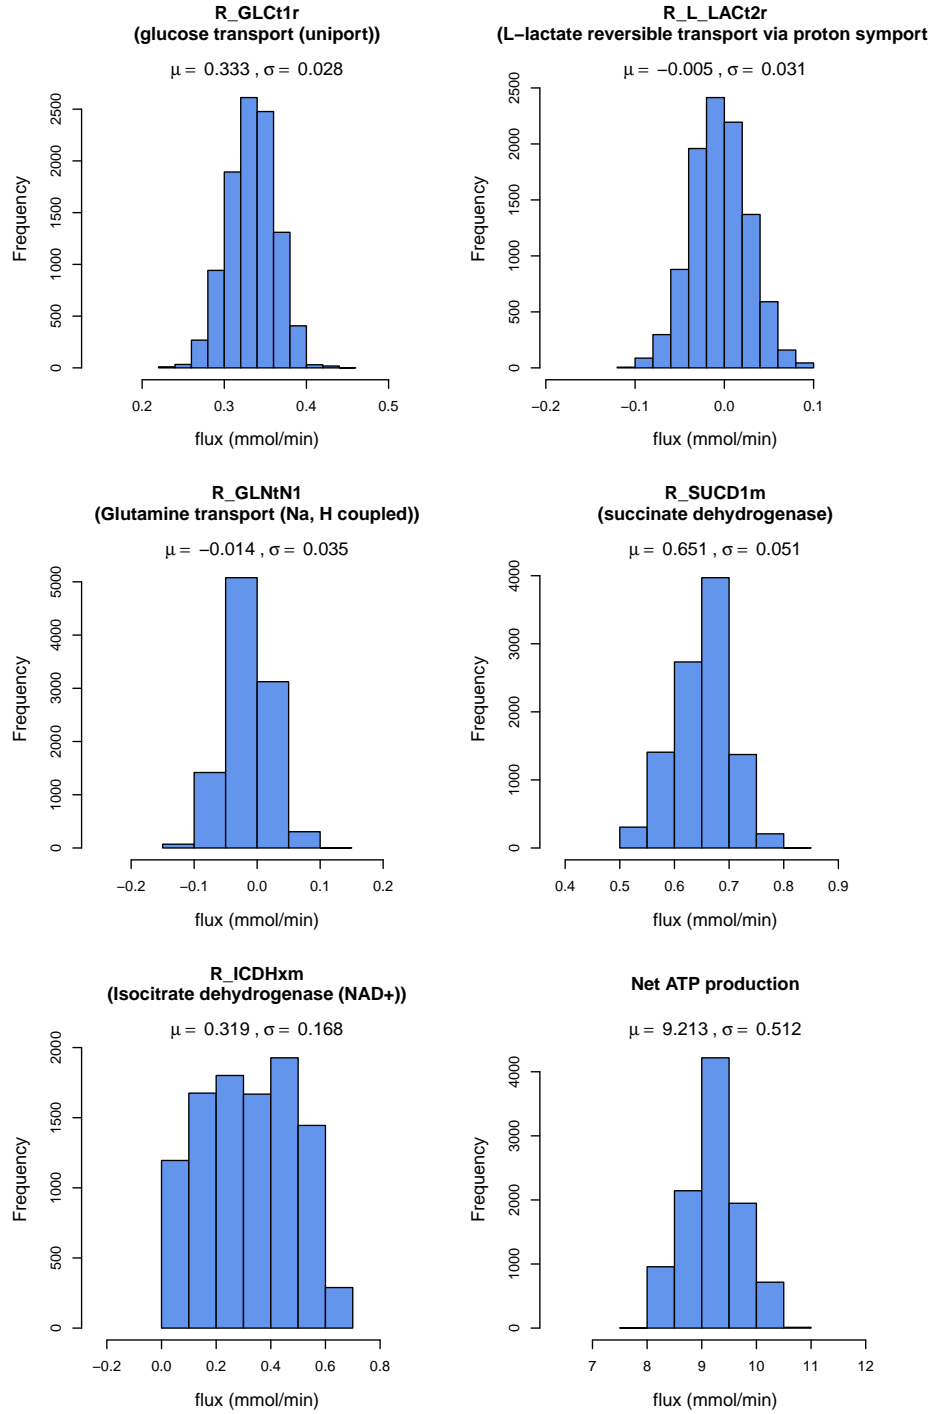 R_GLCt1r
(glucose transport (uniport))
μ = 0.333 , σ = 0.028
Frequency
0
500
1000
1500
2000
2500
0.2 0.3 0.4 0.5
flux (mmol/min)
R_L_LACt2r
(L−lactate reversible transport via proton symport
μ = −0.005 , σ = 0.031
Frequency
0
500
1000
1500
2000
2500
−0.2 −0.1 0.0 0.1
flux (mmol/min)
R_GLNtN1
(Glutamine transport (Na, H coupled))
μ = −0.014 , σ = 0.035
Frequency
0
1000
2000
3000
4000
5000
−0.2 −0.1 0.0 0.1 0.2
flux (mmol/min)
R_SUCD1m
(succinate dehydrogenase)
μ = 0.651 , σ = 0.051
Frequency
0
1000
2000
3000
4000
0.4 0.5 0.6 0.7 0.8 0.9
flux (mmol/min)
R_ICDHxm
(Isocitrate dehydrogenase (NAD+))
μ = 0.319 , σ = 0.168
Frequency
0
500
1000
1500
2000
−0.2 0.0 0.2 0.4 0.6 0.8
flux (mmol/min)
Net ATP production
μ = 9.213 , σ = 0.512
Frequency
0
1000
2000
3000
4000
7 8 9 10 11 12
flux (mmol/min)